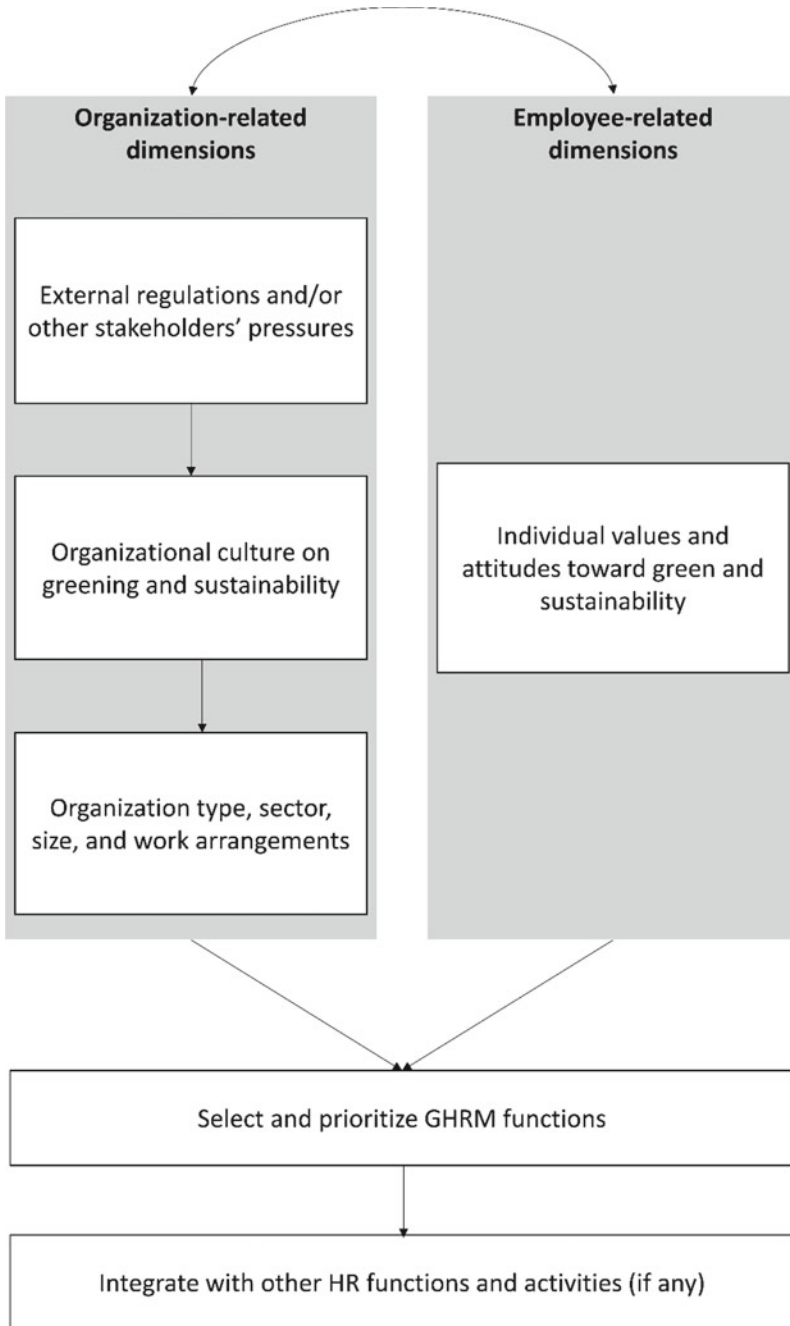 Organization-related
dimensions
External regulations and/or
other stakeholders’ pressures
Organizational culture on
greening and sustainability
Organization type, sector,
size, and work arrangements
Employee-related
dimensions
Individual values and
attitudes toward green and
sustainability
Select and prioritize GHRM functions
Integrate with other HR functions and activities (if any)